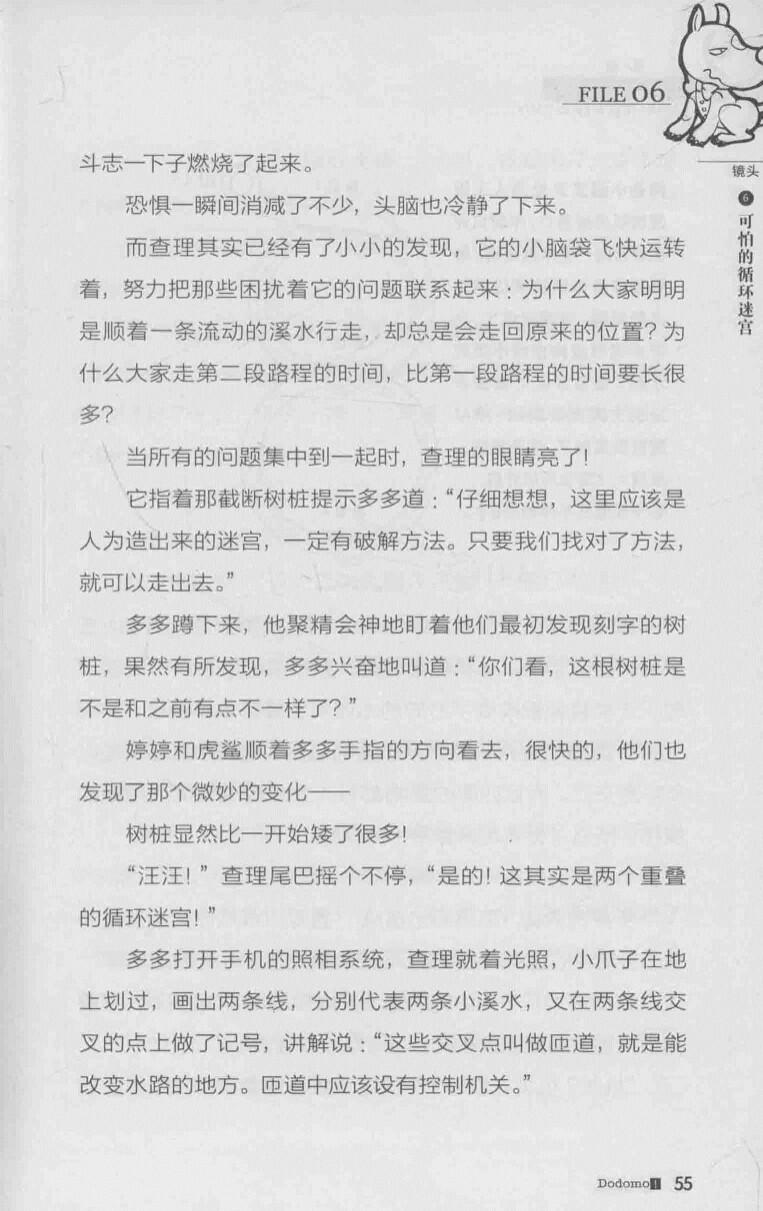 FILE 06
镜头
6
可怕的循环迷宫
斗志一下子燃烧了起来。
恐惧一瞬间消减了不少，头脑也冷静了下来。
而查理其实已经有了小小的发现，它的小脑袋飞快运转
着，努力把那些困扰着它的问题联系起来：为什么大家明明
是顺着一条流动的溪水行走，却总是会走回原来的位置？为
什么大家走第二段路程的时间，比第一段路程的时间要长很
多？
当所有的问题集中到一起时，查理的眼睛亮了！
它指着那截断树桩提示多多道：“仔细想想，这里应该是
人为造出来的迷宫，一定有破解方法。只要我们找对了方法，
就可以走出去。”
多多蹲下来，他聚精会神地盯着他们最初发现刻字的树
桩，果然有所发现，多多兴奋地叫道：“你们看，这根树桩是
不是和之前有点不一样了？”
婷婷和虎鲨顺着多多手指的方向看去，很快的，他们也
发现了那个微妙的变化——
树桩显然比一开始矮了很多！
“汪汪！”查理尾巴摇个不停，“是的！这其实是两个重叠
的循环迷宫！”
多多打开手机的照相系统，查理就着光照，小爪子在地
上划过，画出两条线，分别代表两条小溪水，又在两条线交
叉的点上做了记号，讲解说：“这些交叉点叫做匝道，就是能
改变水路的地方。匝道中应该设有控制机关。”
Dodomo! 55